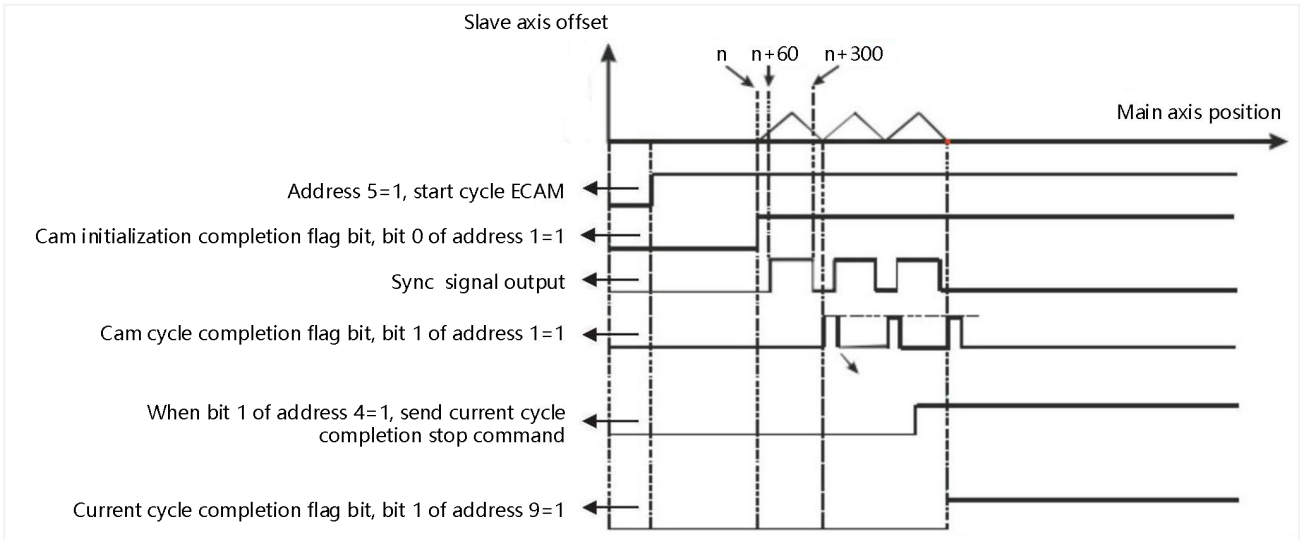 Slave axis offset
n
n+60
n+300
Main axis position
Address 5=1, start cycle ECAM
Cam initialization completion flag bit, bit 0 of address 1=1
Sync signal output
Cam cycle completion flag bit, bit 1 of address 1=1
When bit 1 of address 4=1, send current cycle
completion stop command
Current cycle completion flag bit, bit 1 of address 9=1